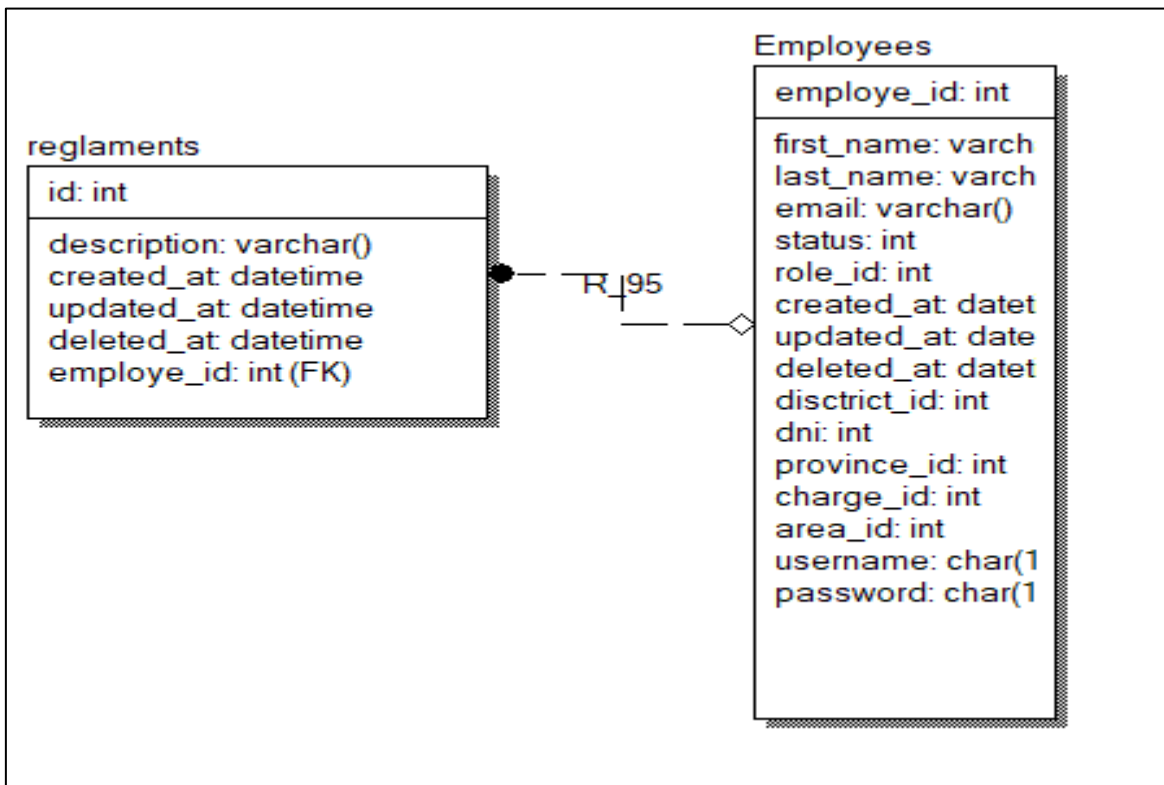 reglaments
id: int
description: varchar()
created_at: datetime
updated_at: datetime
deleted_at: datetime
employe_id: int (FK)
R_95
Employees
employe_id: int
first_name: varch
last_name: varch
email: varchar()
status: int
role_id: int
created_at: datet
updated_at: date
deleted_at: datet
disctrict_id: int
dni: int
province_id: int
charge_id: int
area_id: int
username: char(1
password: char(1